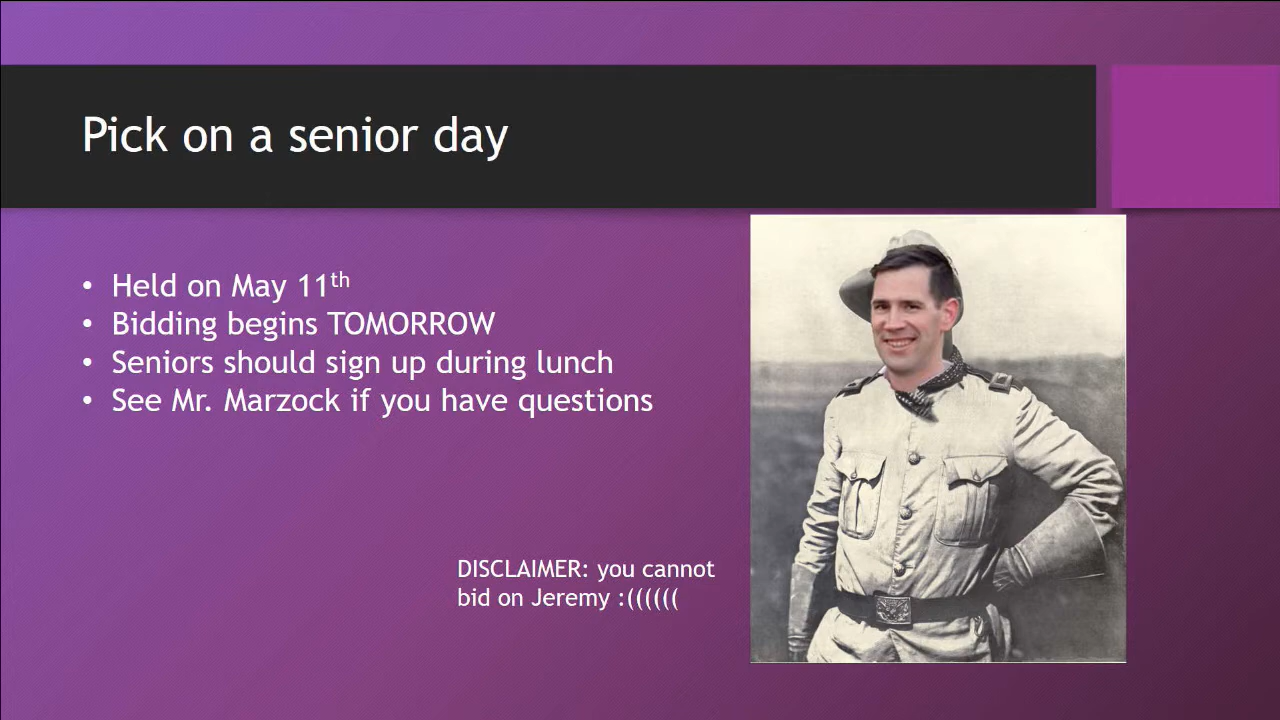 Pick on a senior day
• Held on May 11th
• Bidding begins TOMORROW
• Seniors should sign up during lunch
• See Mr. Marzock if you have questions
DISCLAIMER: you cannot
bid on Jeremy :((((((